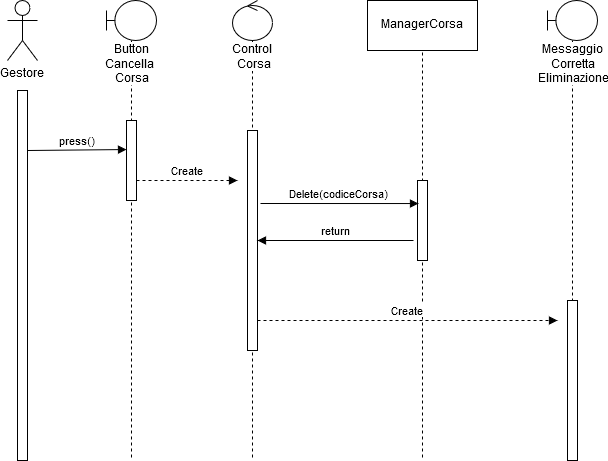 Gestore
Button
Cancella
Corsa
Control
Corsa
ManagerCorsa
Messaggio
Corretta
Eliminazione
press()
Create
Delete(codiceCorsa)
return
Create